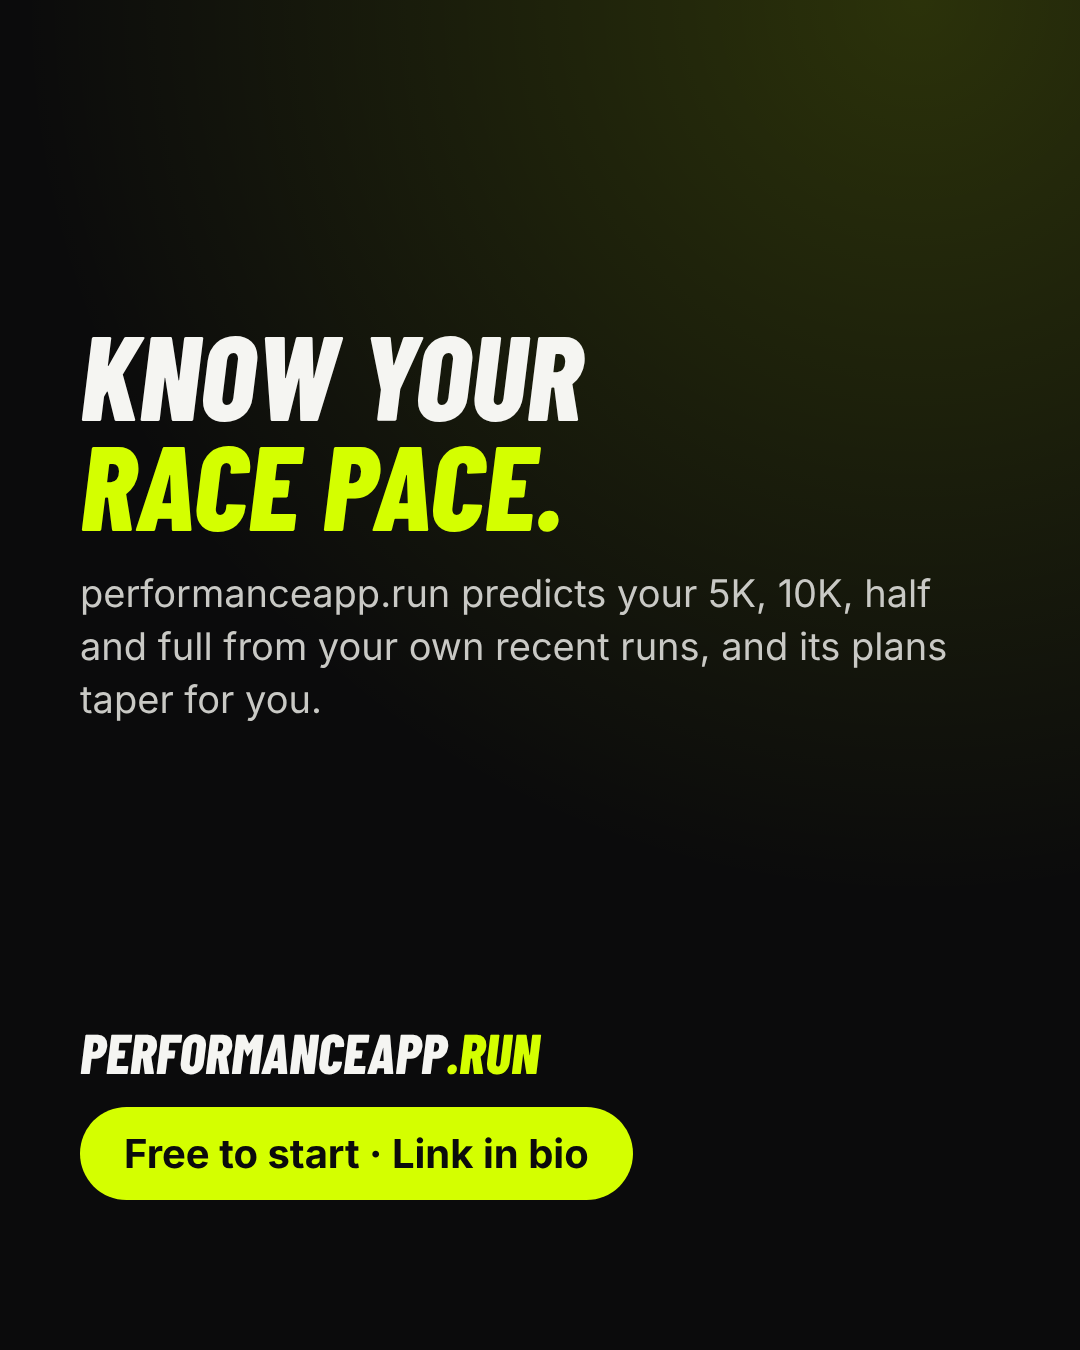 KNOW YOUR
RACE PACE.
performanceapp.run predicts your 5K, 10K, half
and full from your own recent runs, and its plans
taper for you.
PERFORMANCEAPP.RUN
Free to start · Link in bio